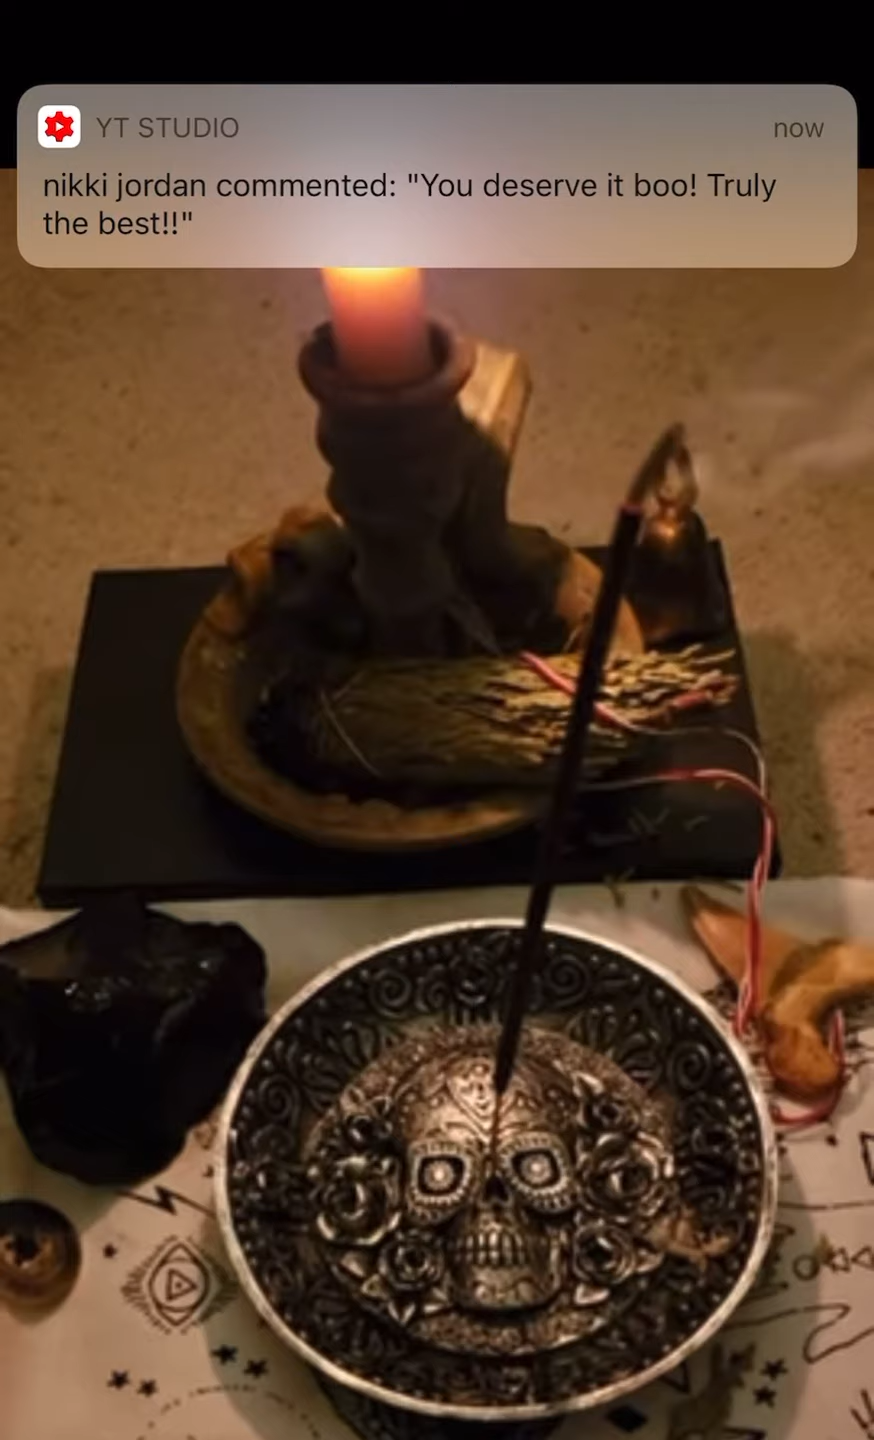 YT STUDIO now
nikki jordan commented: "You deserve it boo! Truly
the best!!"